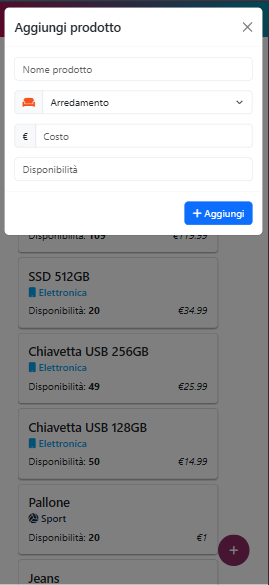 Aggiungi prodotto
Nome prodotto
Arredamento
€ Costo
Disponibilità
+ Aggiungi
Disponibilità: 105 €119.99
SSD 512GB
Elettronica
Disponibilità: 20 €34.99
Chiavetta USB 256GB
Elettronica
Disponibilità: 49 €25.99
Chiavetta USB 128GB
Elettronica
Disponibilità: 50 €14.99
Pallone
Sport
Disponibilità: 20 €1
+
Jeans